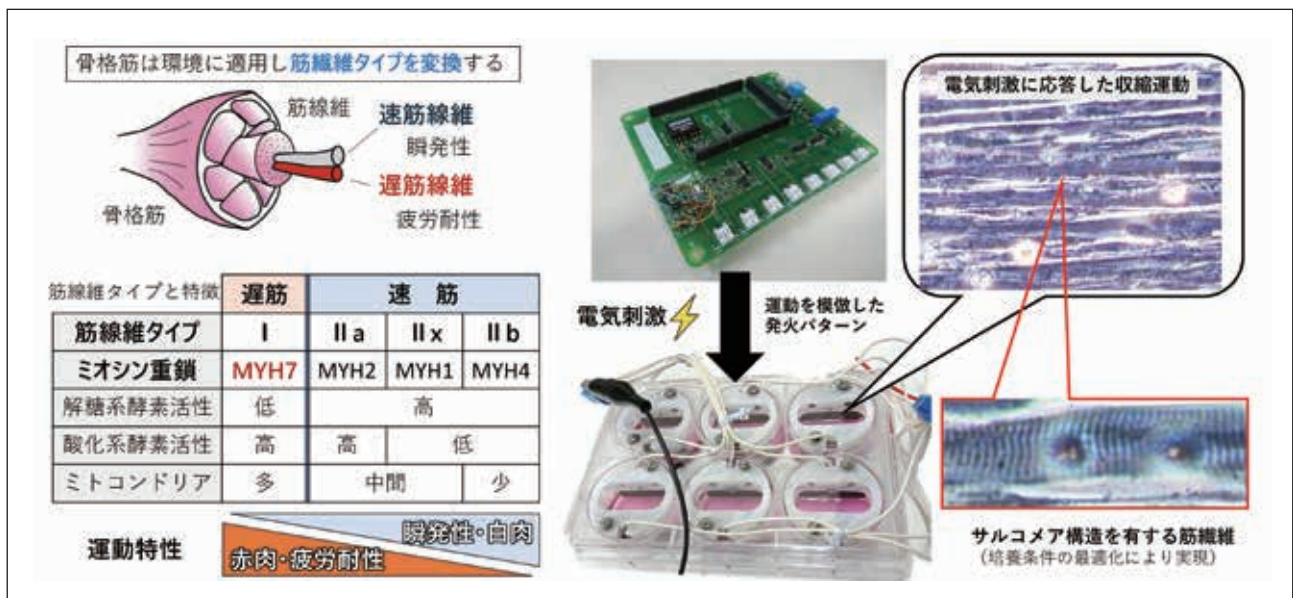 骨格筋は環境に適用し筋繊維タイプを変換する
筋線維
速筋線維
瞬発性
遅筋線維
疲労耐性
骨格筋
筋線維タイプと特徴 遅筋 速 筋
筋線維タイプ I IIa IIx IIb
ミオシン重鎖 MYH7 MYH2 MYH1 MYH4
解糖系酵素活性 低 高
酸化系酵素活性 高 高 低
ミトコンドリア 多 中間 少
運動特性
瞬発性・白肉
赤肉・疲労耐性
電気刺激
運動を模倣した
発火パターン
電気刺激に応答した収縮運動
サルコメア構造を有する筋繊維
(培養条件の最適化により実現)